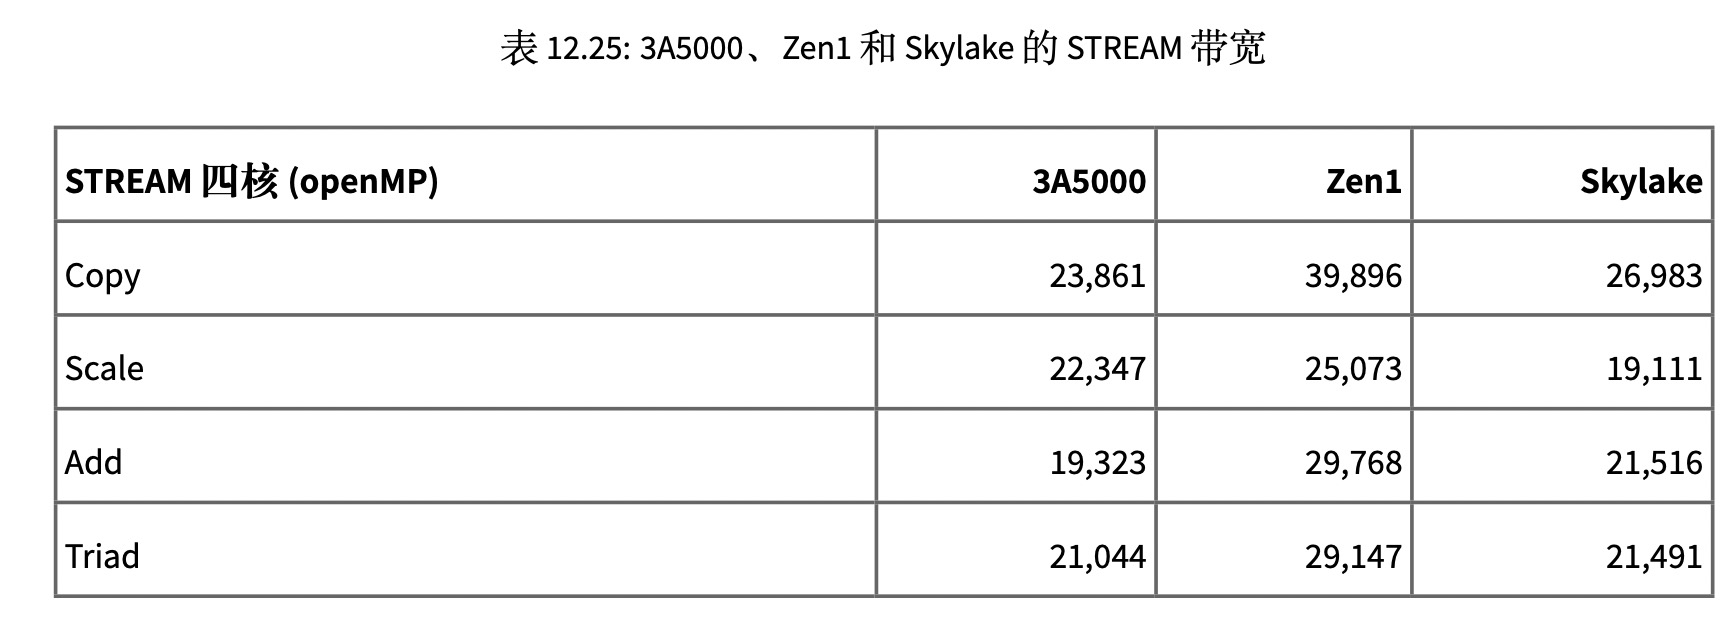 表 12.25: 3A5000、Zen1 和 Skylake 的 STREAM 带宽
STREAM 四核 (openMP) 3A5000 Zen1 Skylake
Copy 23,861 39,896 26,983
Scale 22,347 25,073 19,111
Add 19,323 29,768 21,516
Triad 21,044 29,147 21,491